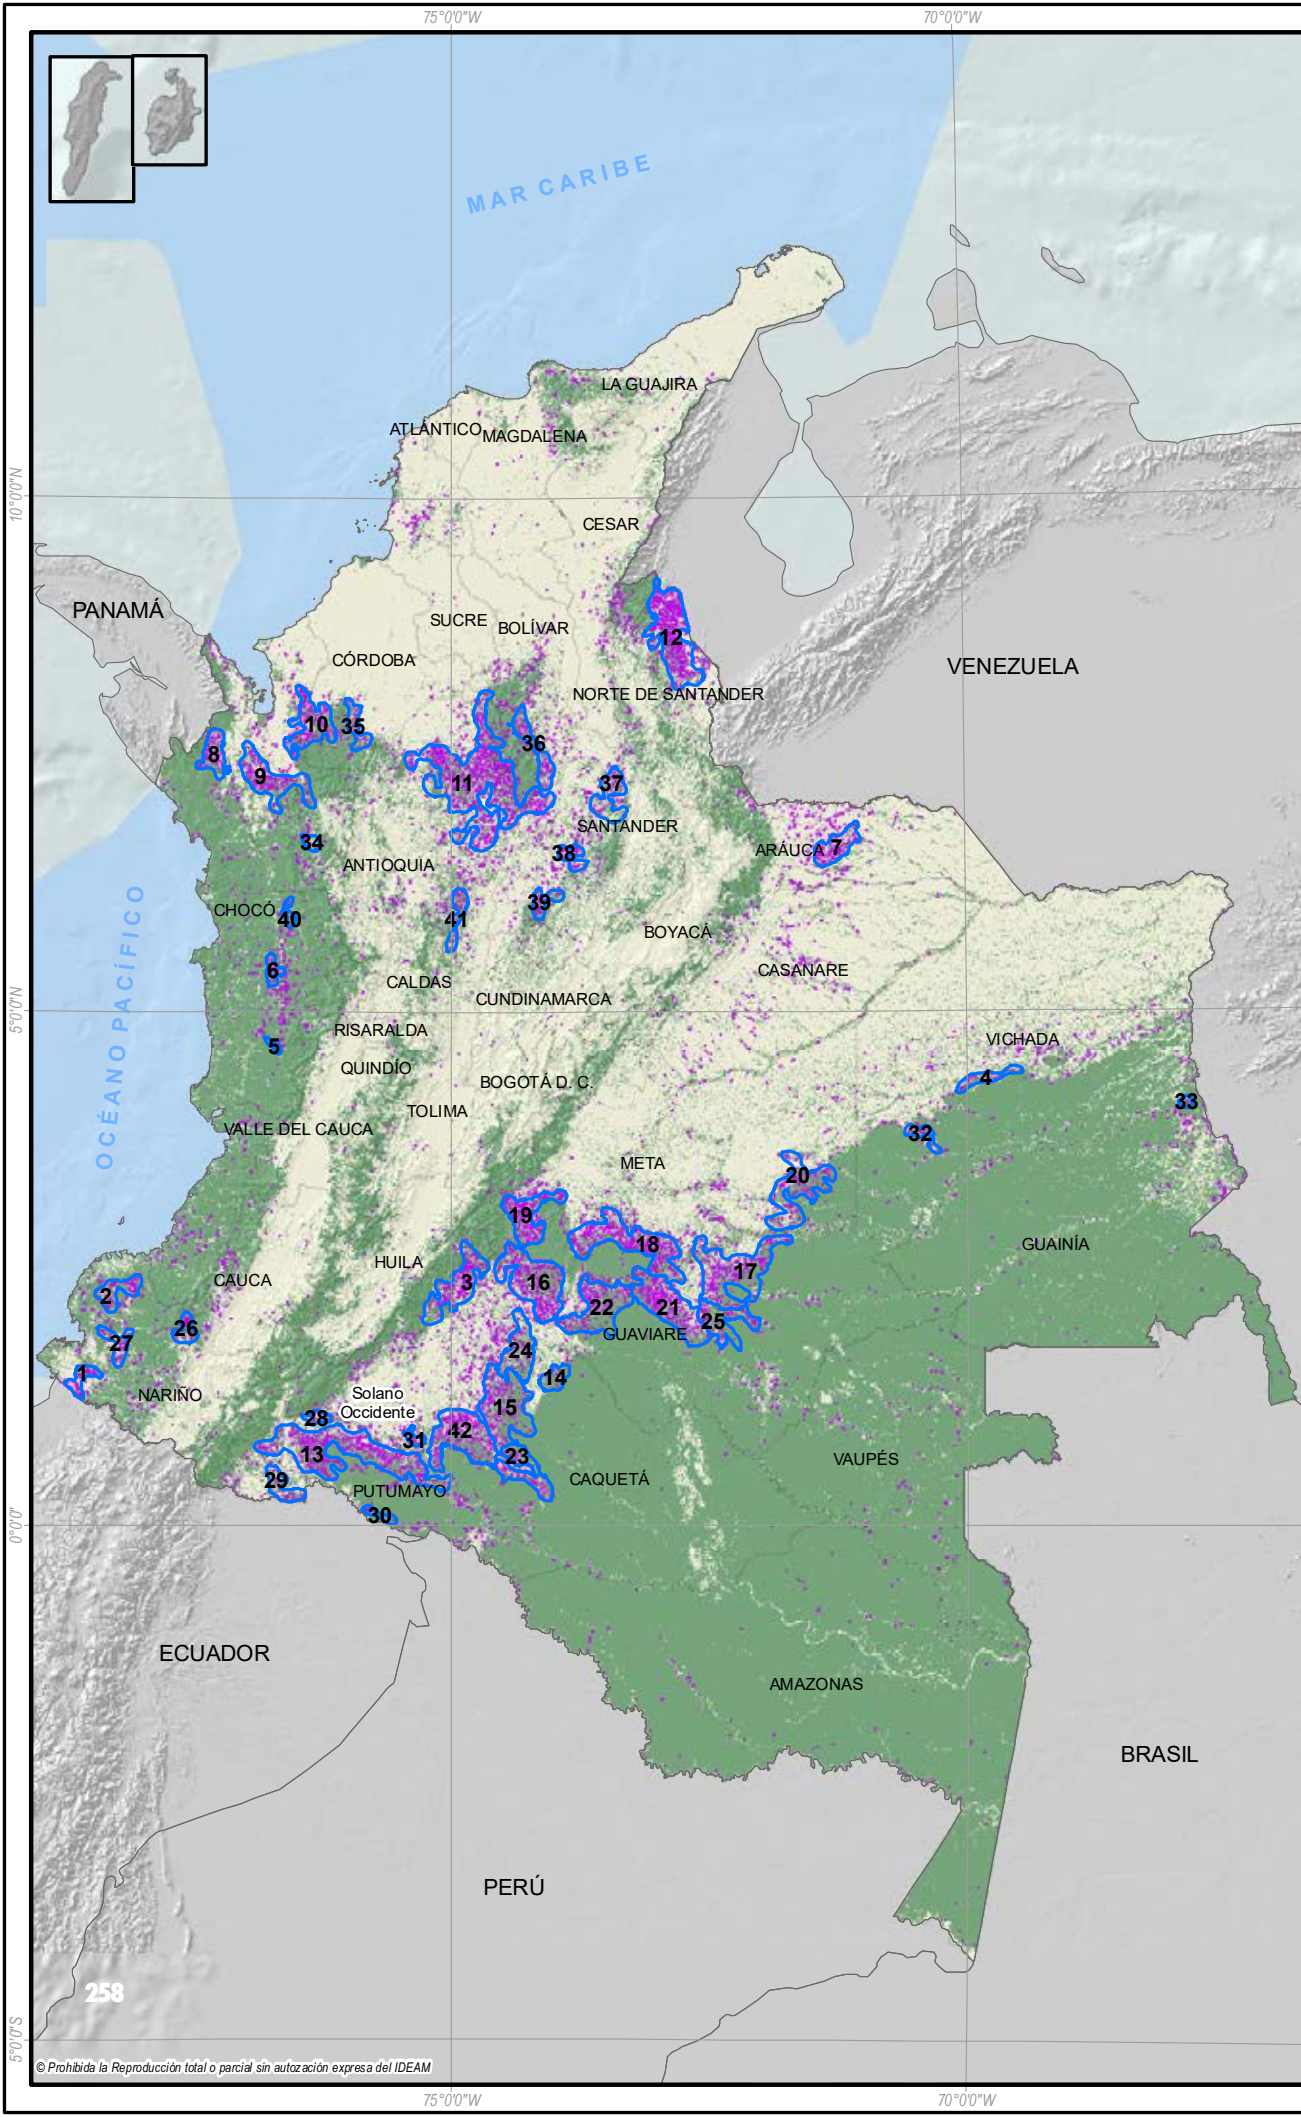 75°0'0"W
70°0'0"W
MAR CARIBE
LA GUAJIRA
ATLÁNTICO
MAGDALENA
10°0'0"N
CESAR
PANAMÁ
SUCRE
BOLÍVAR
12
CÓRDOBA
VENEZUELA
NORTE DE SANTANDER
10
35
8
36
9
11
37
SANTANDER
34
38
ARAUCA
7
ANTIOQUIA
CHOCÓ
40
41
39
BOYACÁ
OCÉANO PACÍFICO
6
CASANARE
CALDAS
CUNDINAMARCA
5°0'0"N
RISARALDA
5
VICHADA
QUINDÍO
BOGOTÁ D. C.
4
TOLIMA
33
VALLE DEL CAUCA
32
META
20
19
18
GUAINÍA
HUILA
17
CAUCA
3
16
2
22
21
25
26
27
GUAVIARE
24
1
14
NARIÑO
Solano
Occidente
15
28
42
31
13
23
VAUPÉS
29
CAQUETÁ
PUTUMAYO
30
0°0'0"
ECUADOR
AMAZONAS
BRASIL
PERÚ
258
5°0'0"S
© Prohibida la Reproducción total o parcial sin autozación expresa del IDEAM
75°0'0"W
70°0'0"W